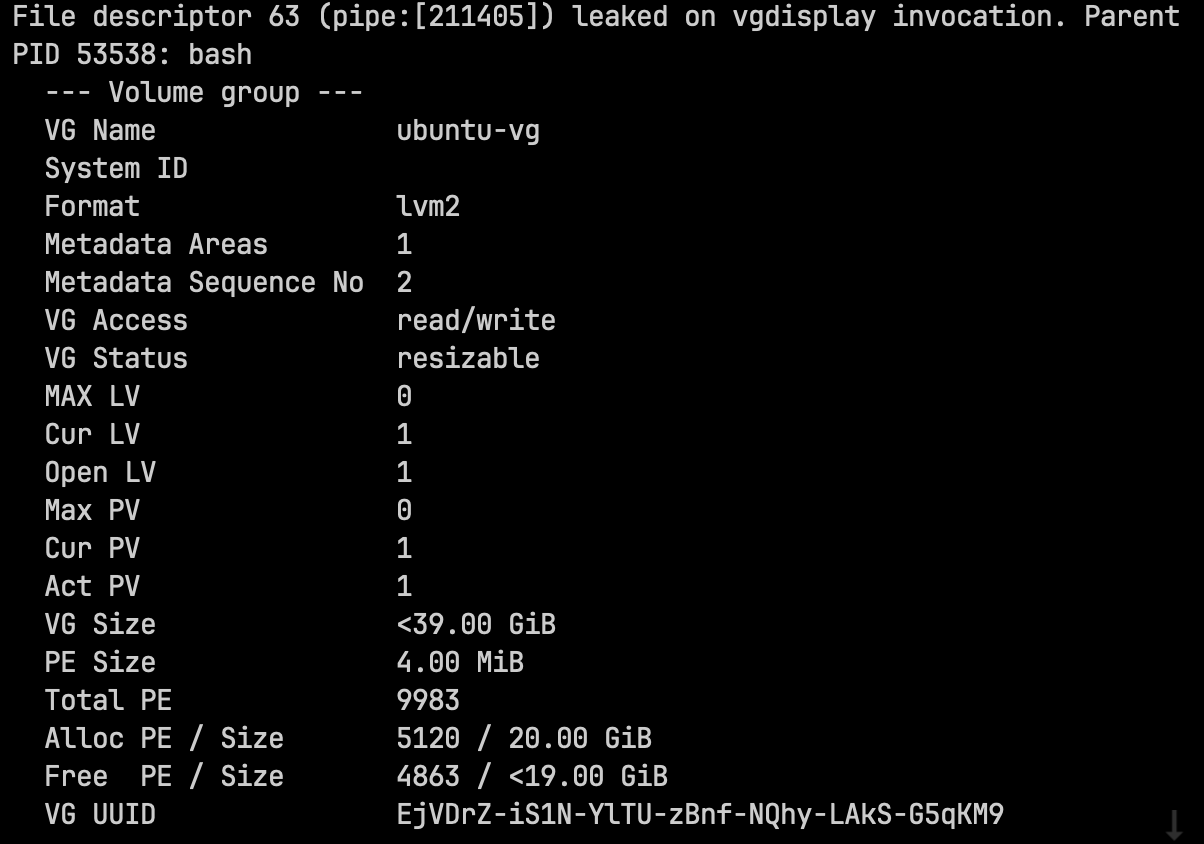 File descriptor 63 (pipe:[211405]) leaked on vgdisplay invocation. Parent
PID 53538: bash
  --- Volume group ---
  VG Name               ubuntu-vg
  System ID
  Format                lvm2
  Metadata Areas        1
  Metadata Sequence No  2
  VG Access             read/write
  VG Status             resizable
  MAX LV                0
  Cur LV                1
  Open LV               1
  Max PV                0
  Cur PV                1
  Act PV                1
  VG Size               <39.00 GiB
  PE Size               4.00 MiB
  Total PE              9983
  Alloc PE / Size       5120 / 20.00 GiB
  Free  PE / Size       4863 / <19.00 GiB
  VG UUID               EjVDrZ-iS1N-YlTU-zBnf-NQhy-LAkS-G5qKM9